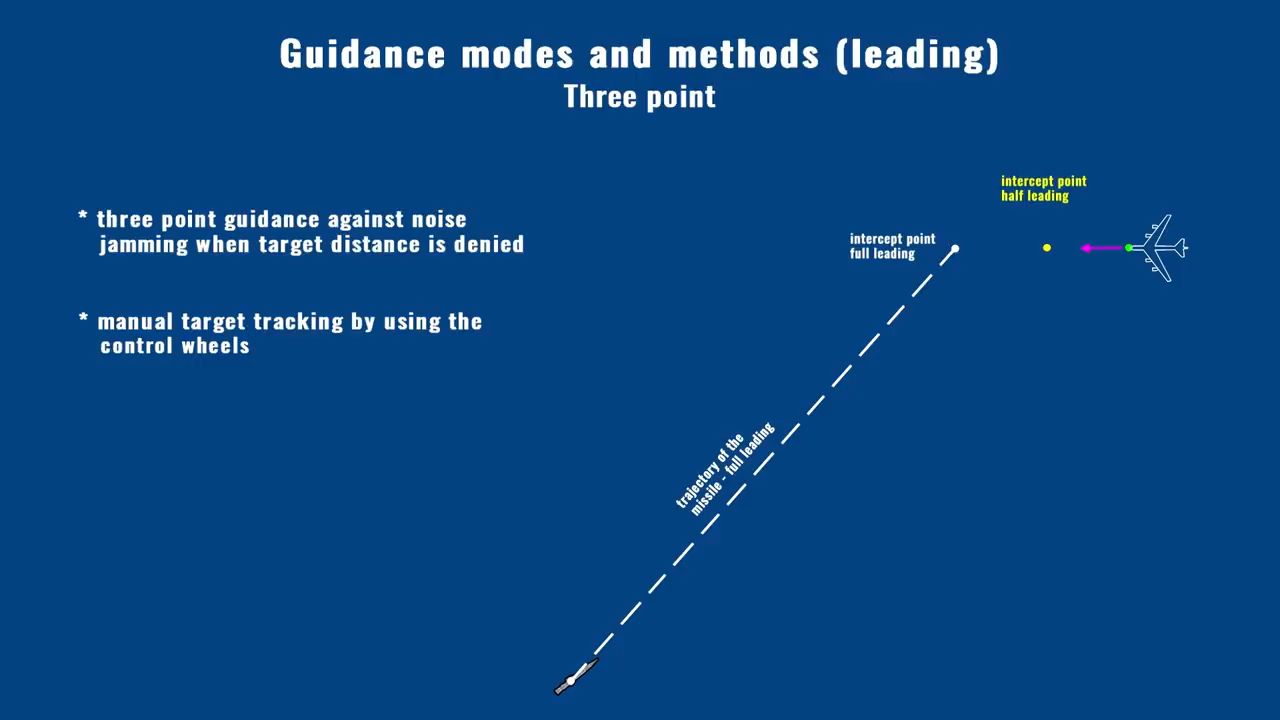 Guidance modes and methods (leading)
Three point
* three point guidance against noise
jamming when target distance is denied
* manual target tracking by using the
control wheels
intercept point
half leading
intercept point
full leading
trajectory of the
missile - full leading